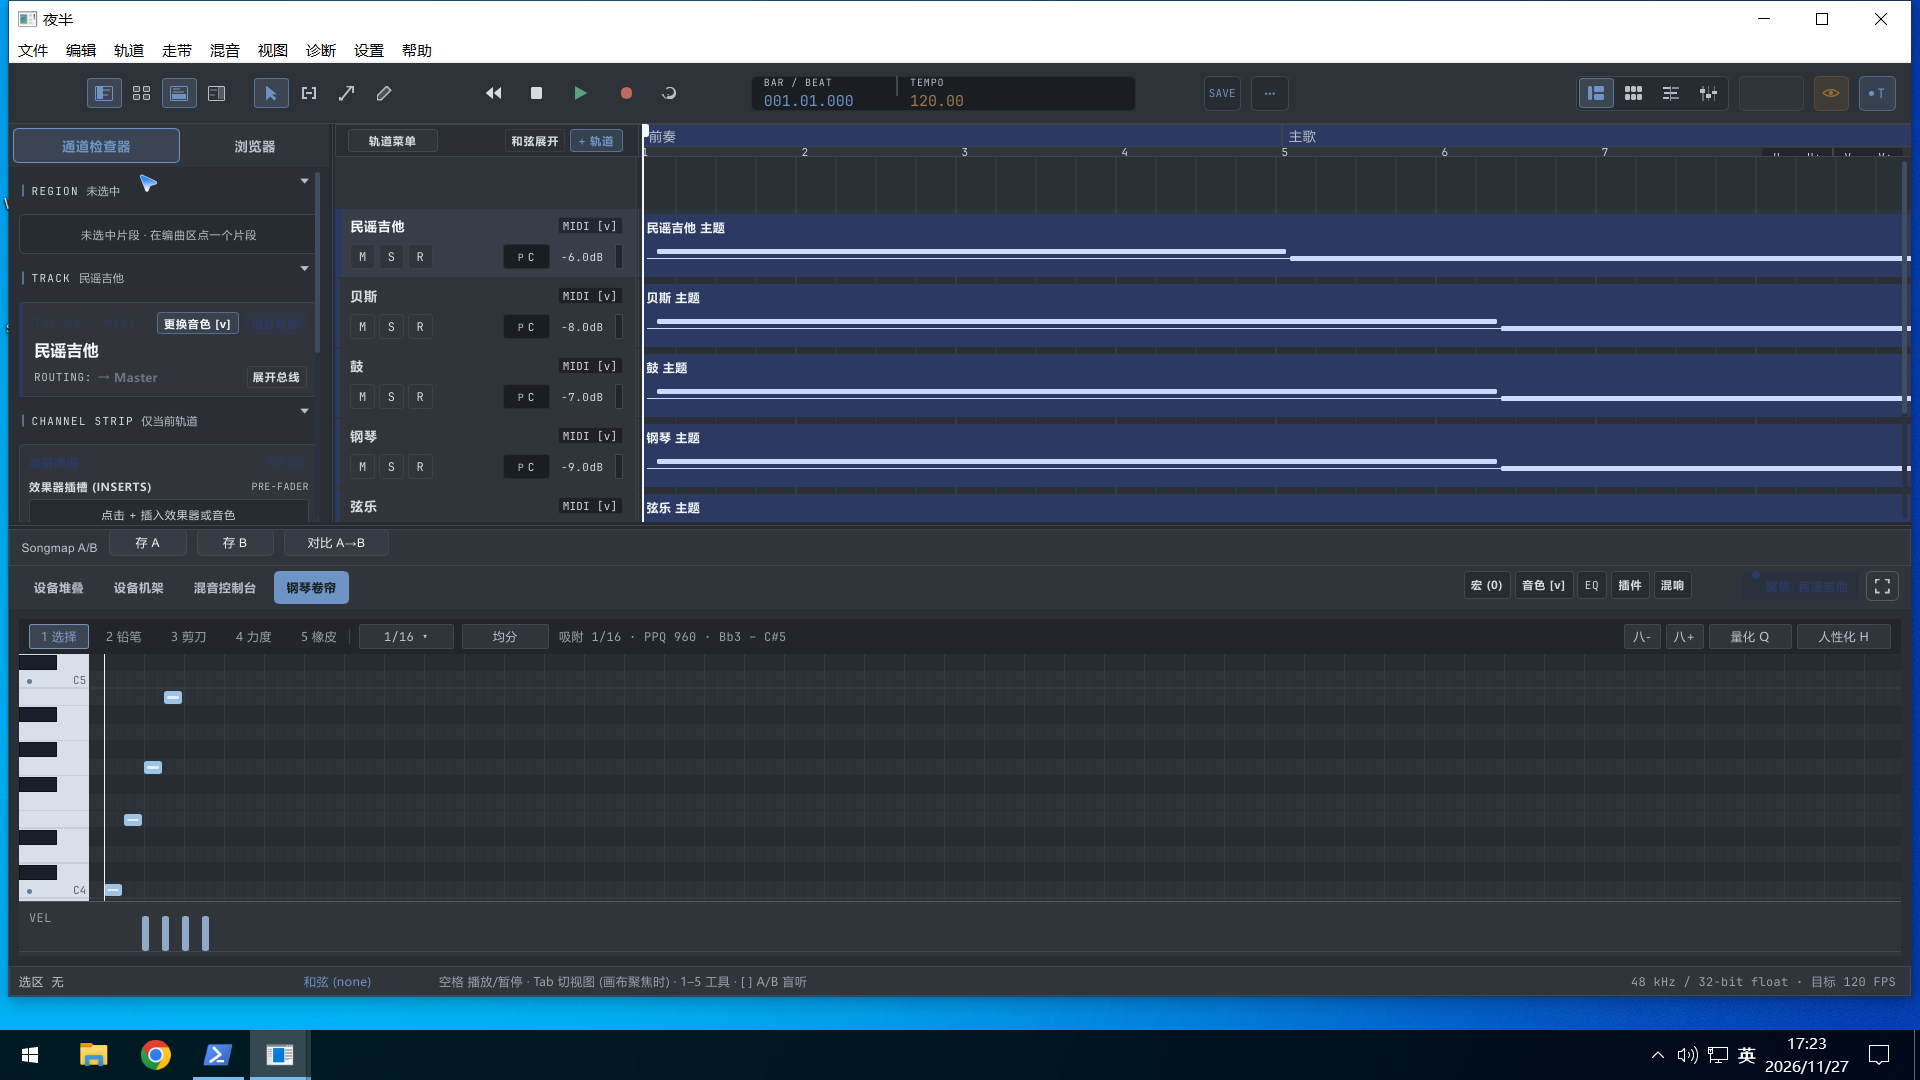 夜半
文件 编辑 轨道 走带 混音 视图 诊断 设置 帮助
BAR / BEAT TEMPO
001.01.000 120.00
SAVE ... T
通道检查器 浏览器
轨道菜单 和弦展开 + 轨道
前奏 主歌
1 2 3 4 5 6 7
REGION 未选中
未选中片段 · 在编曲区点一个片段
TRACK 民谣吉他
更换音色 [v]
民谣吉他
ROUTING: → Master 展开总线
CHANNEL STRIP 仅当前轨道
效果器插槽 (INSERTS) PRE-FADER
点击 + 插入效果器或音色
民谣吉他 MIDI [v]
M S R PC -6.0dB
民谣吉他 主题
贝斯 MIDI [v]
M S R PC -8.0dB
贝斯 主题
鼓 MIDI [v]
M S R PC -7.0dB
鼓 主题
钢琴 MIDI [v]
M S R PC -9.0dB
钢琴 主题
弦乐 MIDI [v]
弦乐 主题
Songmap A/B 存 A 存 B 对比 A→B
设备堆叠 设备机架 混音控制台 钢琴卷帘
宏 (0) 音色 [v] EQ 插件 混响 聚焦: 民谣吉他
1 选择 2 铅笔 3 剪刀 4 力度 5 橡皮 1/16 均分 吸附 1/16 · PPQ 960 · Bb3 – C#5
八- 八+ 量化 Q 人性化 H
C5
C4
VEL
选区 无 和弦 (none) 空格 播放/暂停 · Tab 切视图 (画布聚焦时) · 1–5 工具 · [ ] A/B 盲听
48 kHz / 32-bit float · 目标 120 FPS
英
17:23
2026/11/27